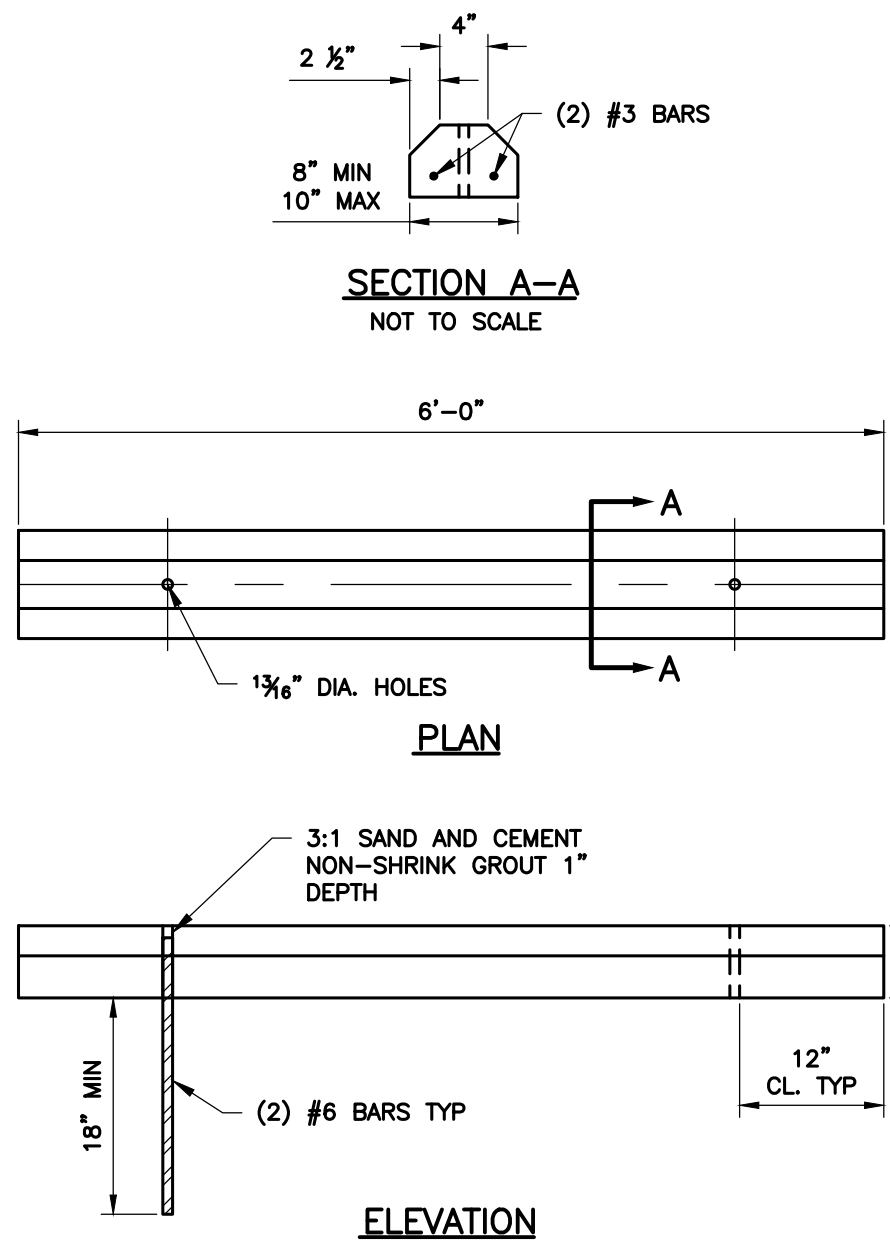 4"
2 ½"
(2) #3 BARS
8" MIN
10" MAX
SECTION A-A
NOT TO SCALE
6'-0"
A
A
13/16" DIA. HOLES
PLAN
3:1 SAND AND CEMENT
NON-SHRINK GROUT 1"
DEPTH
18" MIN
12"
CL. TYP
(2) #6 BARS TYP
ELEVATION